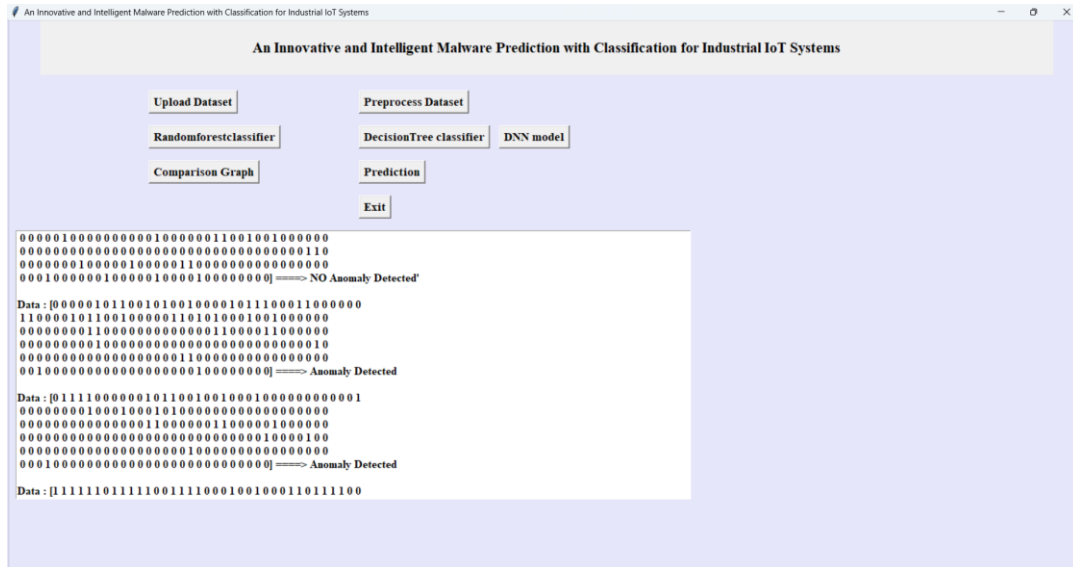 An Innovative and Intelligent Malware Prediction with Classification for Industrial IoT Systems
An Innovative and Intelligent Malware Prediction with Classification for Industrial IoT Systems
Upload Dataset Preprocess Dataset
Randomforestclassifier DecisionTree classifier DNN model
Comparison Graph Prediction
Exit
0 0 0 0 0 1 0 0 0 0 0 0 0 0 0 0 1 0 0 0 0 0 0 1 1 0 0 1 0 0 1 0 0 0 0 0 0
0 0 0 0 0 0 0 0 0 0 0 0 0 0 0 0 0 0 0 0 0 0 0 0 0 0 0 0 0 0 0 0 0 0 1 1 0
0 0 0 0 0 0 0 1 0 0 0 0 0 1 0 0 0 0 0 1 1 0 0 0 0 0 0 0 0 0 0 0 0 0 0 0 0
0 0 0 1 0 0 0 0 0 0 1 0 0 0 0 0 1 0 0 0 0 1 0 0 0 0 0 0 0 0] ====> NO Anomaly Detected'
Data : [0 0 0 0 0 1 0 1 1 0 0 1 0 1 0 0 1 0 0 0 0 1 0 1 1 1 0 0 0 1 1 0 0 0 0 0 0
1 1 0 0 0 0 1 0 1 1 0 0 1 0 0 0 0 0 1 1 0 1 0 1 0 0 0 1 0 0 1 0 0 0 0 0 0
0 0 0 0 0 0 0 0 1 1 0 0 0 0 0 0 0 0 0 0 0 0 0 1 1 0 0 0 0 1 1 0 0 0 0 0 0
0 0 0 0 0 0 0 0 0 1 0 0 0 0 0 0 0 0 0 0 0 0 0 0 0 0 0 0 0 0 0 0 0 0 0 1 0
0 0 0 0 0 0 0 0 0 0 0 0 0 0 0 0 0 0 0 1 1 0 0 0 0 0 0 0 0 0 0 0 0 0 0 0 0
0 0 1 0 0 0 0 0 0 0 0 0 0 0 0 0 0 0 0 0 0 1 0 0 0 0 0 0 0 0] ====> Anomaly Detected
Data : [0 1 1 1 1 0 0 0 0 0 0 1 0 1 1 0 0 1 0 0 1 0 0 0 1 0 0 0 0 0 0 0 0 0 0 0 1
0 0 0 0 0 0 0 0 1 0 0 0 1 0 0 0 1 0 1 0 0 0 0 0 0 0 0 0 0 0 0 0 0 0 0 0 0
0 0 0 0 0 0 0 0 0 0 0 0 0 0 0 1 1 0 0 0 0 0 0 1 1 0 0 0 0 0 1 0 0 0 0 0 0
0 0 0 0 0 0 0 0 0 0 0 0 0 0 0 0 0 0 0 0 0 0 0 0 0 0 0 0 0 1 0 0 0 0 1 0 0
0 0 0 0 0 0 0 0 0 0 0 0 0 0 0 0 0 0 0 0 1 0 0 0 0 0 0 0 0 0 0 0 0 0 0 0 0
0 0 0 1 0 0 0 0 0 0 0 0 0 0 0 0 0 0 0 0 0 0 0 0 0 0 0 0 0 0] ====> Anomaly Detected
Data : [1 1 1 1 1 1 0 1 1 1 1 1 0 0 1 1 1 1 0 0 0 1 0 0 1 0 0 0 1 1 0 1 1 1 1 0 0